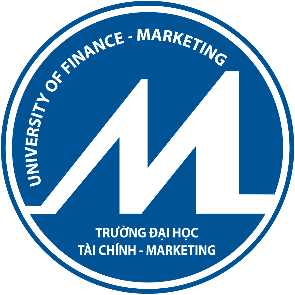 UNIVERSITY OF FINANCE - MARKETING
TRƯỜNG ĐẠI HỌC
TÀI CHÍNH - MARKETING